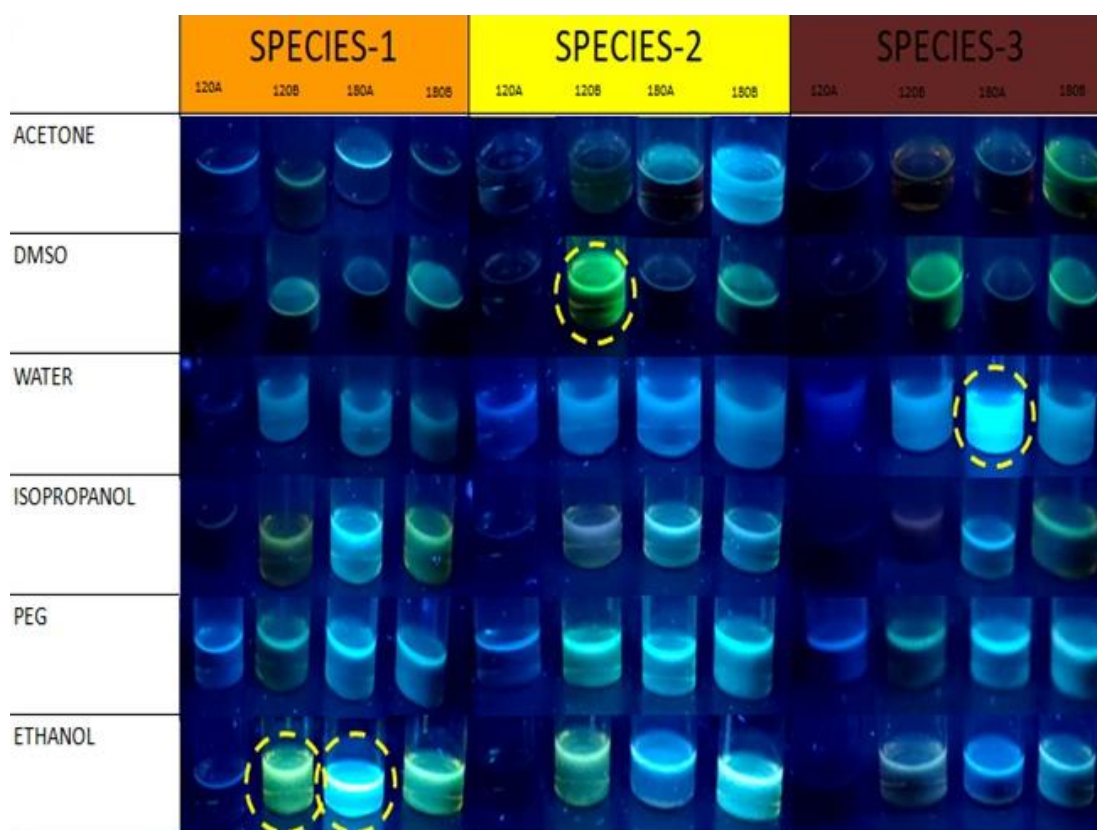 SPECIES-1 SPECIES-2 SPECIES-3
120A 120B 180A 180B 120A 120B 180A 180B 120A 120B 180A 180B
ACETONE
DMSO
WATER
ISOPROPANOL
PEG
ETHANOL